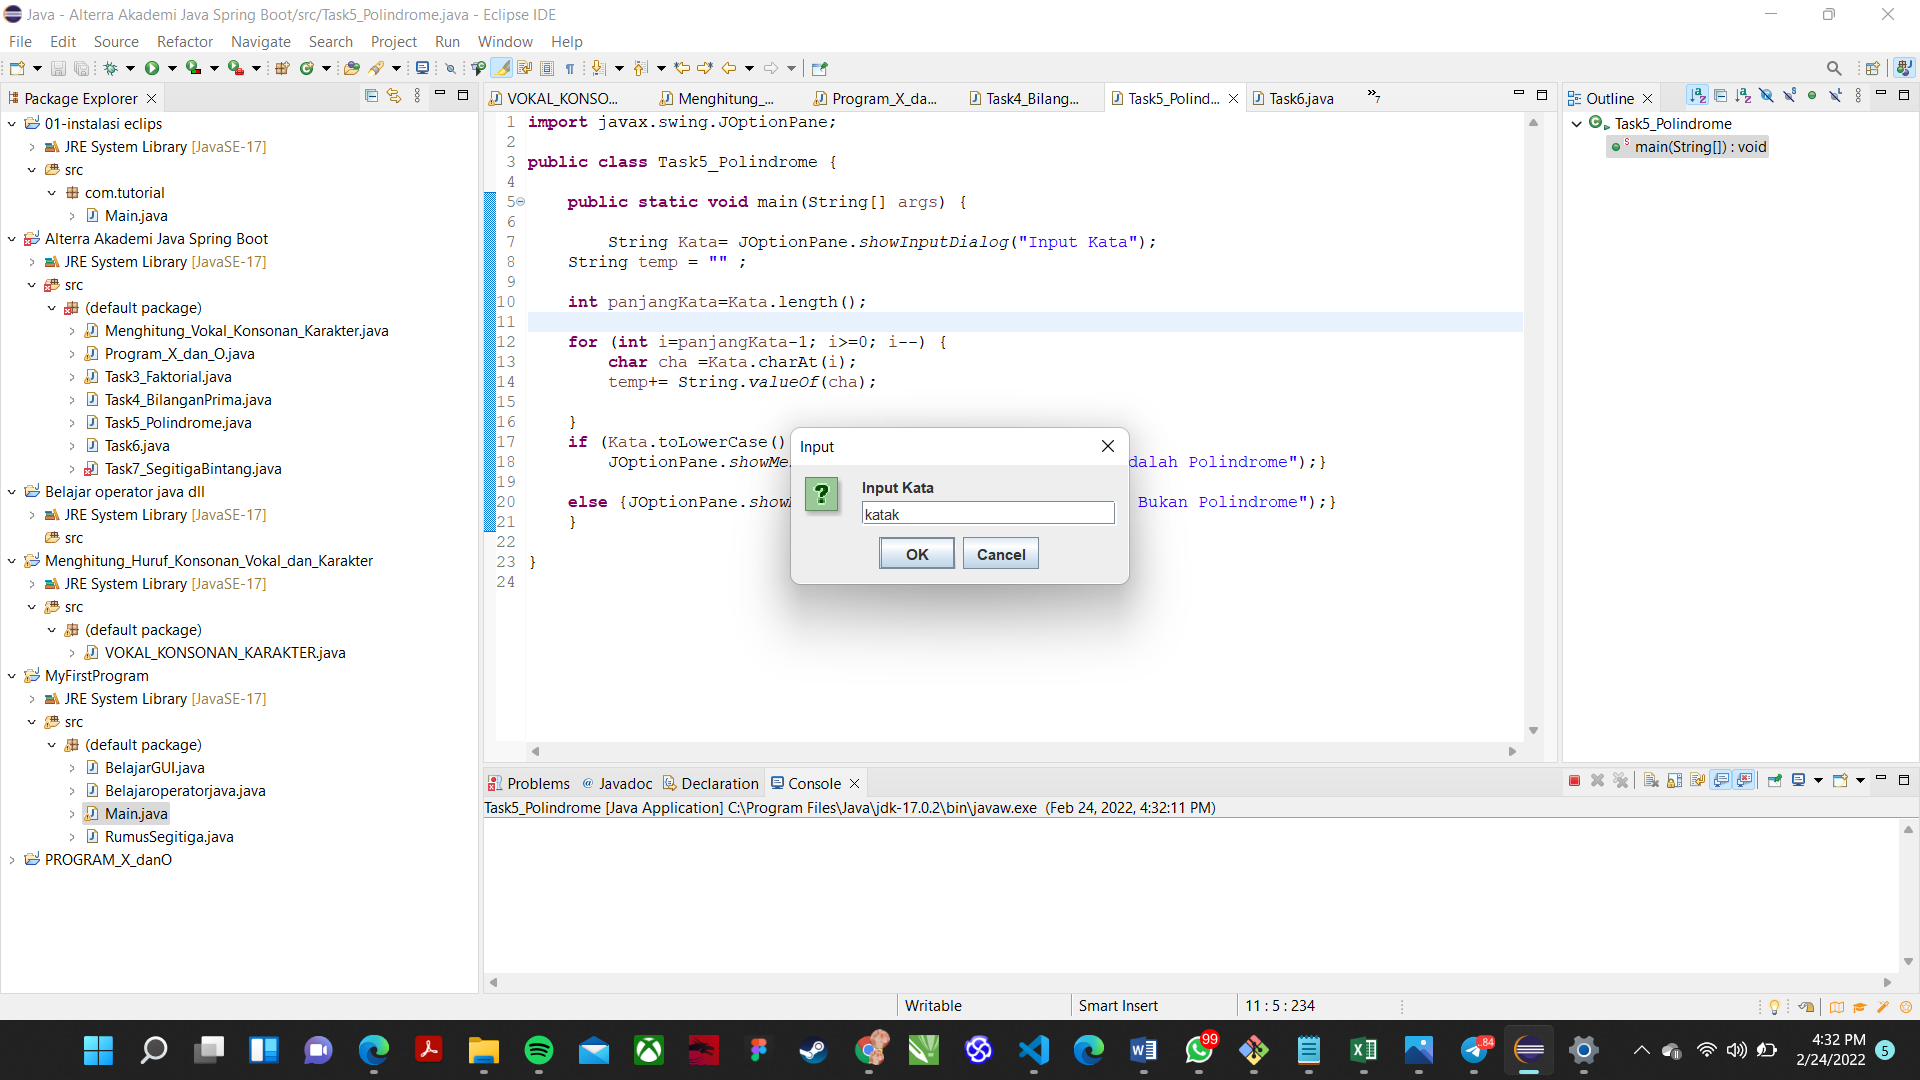 Java - Alterra Akademi Java Spring Boot/src/Task5_Polindrome.java - Eclipse IDE
File Edit Source Refactor Navigate Search Project Run Window Help
Package Explorer
01-instalasi eclips
JRE System Library [JavaSE-17]
src
com.tutorial
Main.java
Alterra Akademi Java Spring Boot
JRE System Library [JavaSE-17]
src
(default package)
Menghitung_Vokal_Konsonan_Karakter.java
Program_X_dan_O.java
Task3_Faktorial.java
Task4_BilanganPrima.java
Task5_Polindrome.java
Task6.java
Task7_SegitigaBintang.java
Belajar operator java dll
JRE System Library [JavaSE-17]
src
Menghitung_Huruf_Konsonan_Vokal_dan_Karakter
JRE System Library [JavaSE-17]
src
(default package)
VOKAL_KONSONAN_KARAKTER.java
MyFirstProgram
JRE System Library [JavaSE-17]
src
(default package)
BelajarGUI.java
Belajaroperatorjava.java
Main.java
RumusSegitiga.java
PROGRAM_X_danO
VOKAL_KONSO... Menghitung_... Program_X_da... Task4_Bilang... Task5_Polind... Task6.java »7
1 import javax.swing.JOptionPane;
2
3 public class Task5_Polindrome {
4
5 public static void main(String[] args) {
6
7 String Kata= JOptionPane.showInputDialog("Input Kata");
8 String temp = "" ;
9
10 int panjangKata=Kata.length();
11
12 for (int i=panjangKata-1; i>=0; i--) {
13 char cha =Kata.charAt(i);
14 temp+= String.valueOf(cha);
15
16 }
17 if (Kata.toLowerCase()
18 JOptionPane.showMe dalah Polindrome");}
19
20 else {JOptionPane.show Bukan Polindrome");}
21 }
22
23 }
24
Input
Input Kata
katak
OK Cancel
Outline
Task5_Polindrome
main(String[]) : void
Problems Javadoc Declaration Console
Task5_Polindrome [Java Application] C:\Program Files\Java\jdk-17.0.2\bin\javaw.exe (Feb 24, 2022, 4:32:11 PM)
Writable Smart Insert 11 : 5 : 234
99
84
4:32 PM
2/24/2022
5